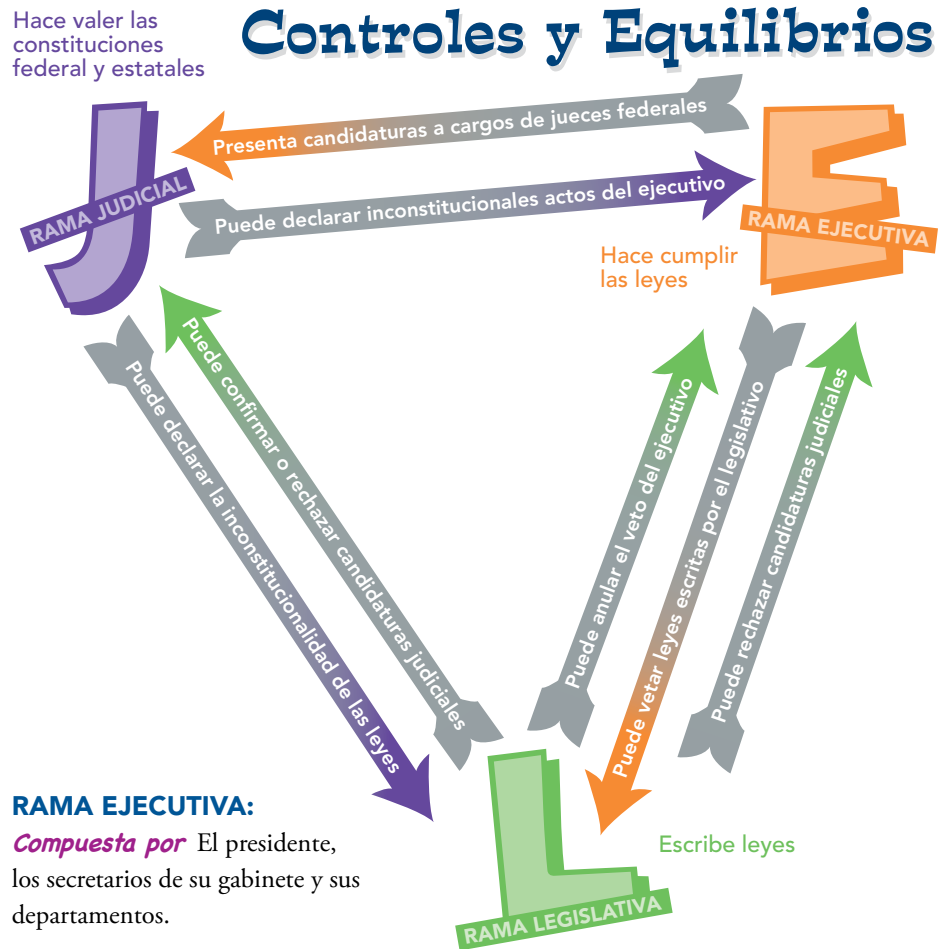 Hace valer las
constituciones
federal y estatales
Controles y Equilibrios
Presenta candidaturas a cargos de jueces federales
RAMA JUDICIAL
Puede declarar inconstitucionales actos del ejecutivo
RAMA EJECUTIVA
Hace cumplir
las leyes
Puede declarar la inconstitucionalidad de las leyes
Puede confirmar o rechazar candidaturas judiciales
Puede anular el veto del ejecutivo
Puede vetar leyes escritas por el legislativo
Puede rechazar candidaturas judiciales
J
E
L
RAMA LEGISLATIVA
Escribe leyes
RAMA EJECUTIVA:
Compuesta por El presidente,
los secretarios de su gabinete y sus
departamentos.